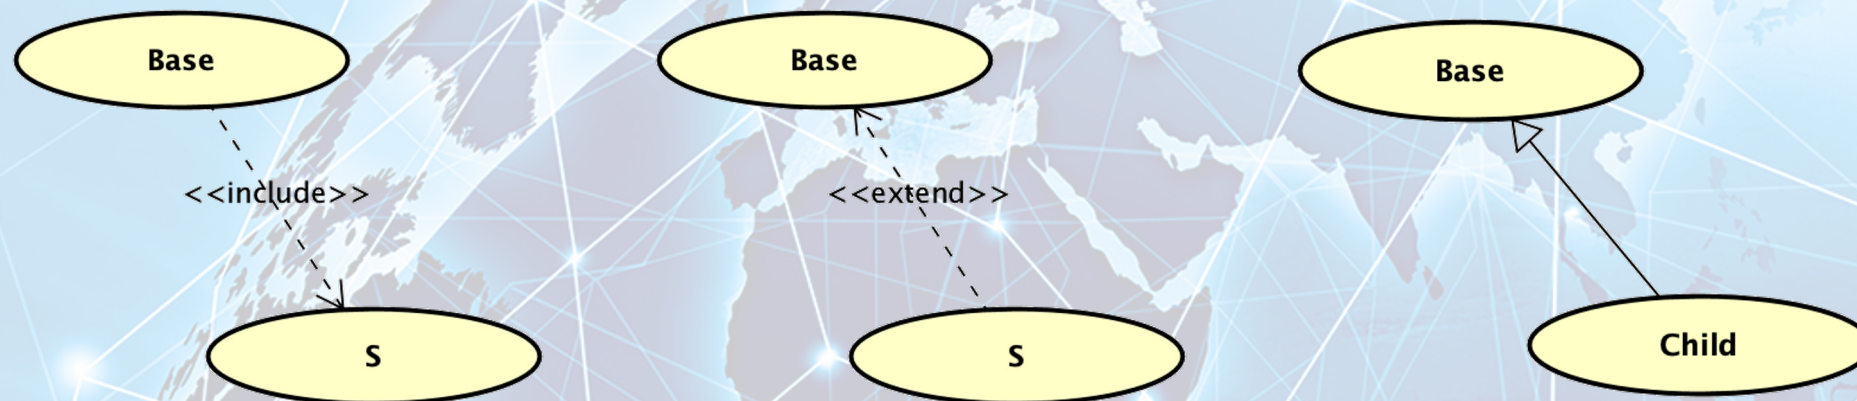 Base
Base
Base
<<include>>
<<extend>>
S
S
Child